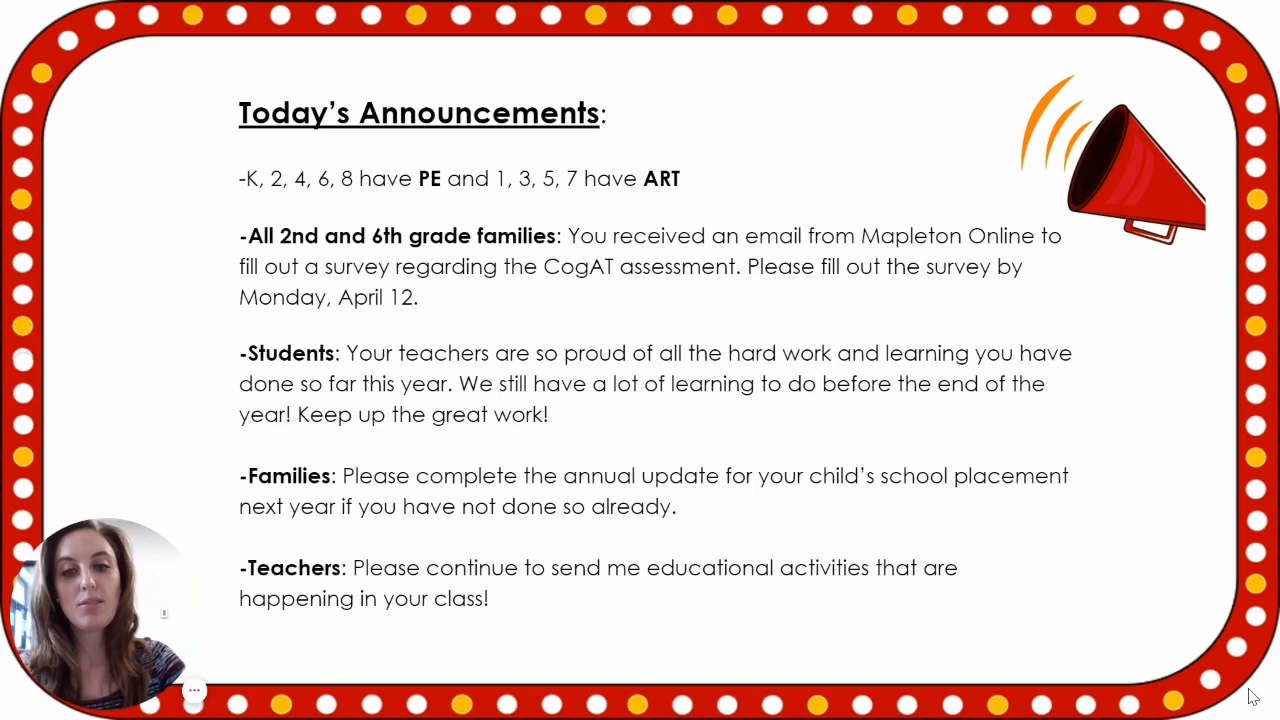 Today’s Announcements:
-K, 2, 4, 6, 8 have PE and 1, 3, 5, 7 have ART
-All 2nd and 6th grade families: You received an email from Mapleton Online to
fill out a survey regarding the CogAT assessment. Please fill out the survey by
Monday, April 12.
-Students: Your teachers are so proud of all the hard work and learning you have
done so far this year. We still have a lot of learning to do before the end of the
year! Keep up the great work!
-Families: Please complete the annual update for your child’s school placement
next year if you have not done so already.
-Teachers: Please continue to send me educational activities that are
happening in your class!